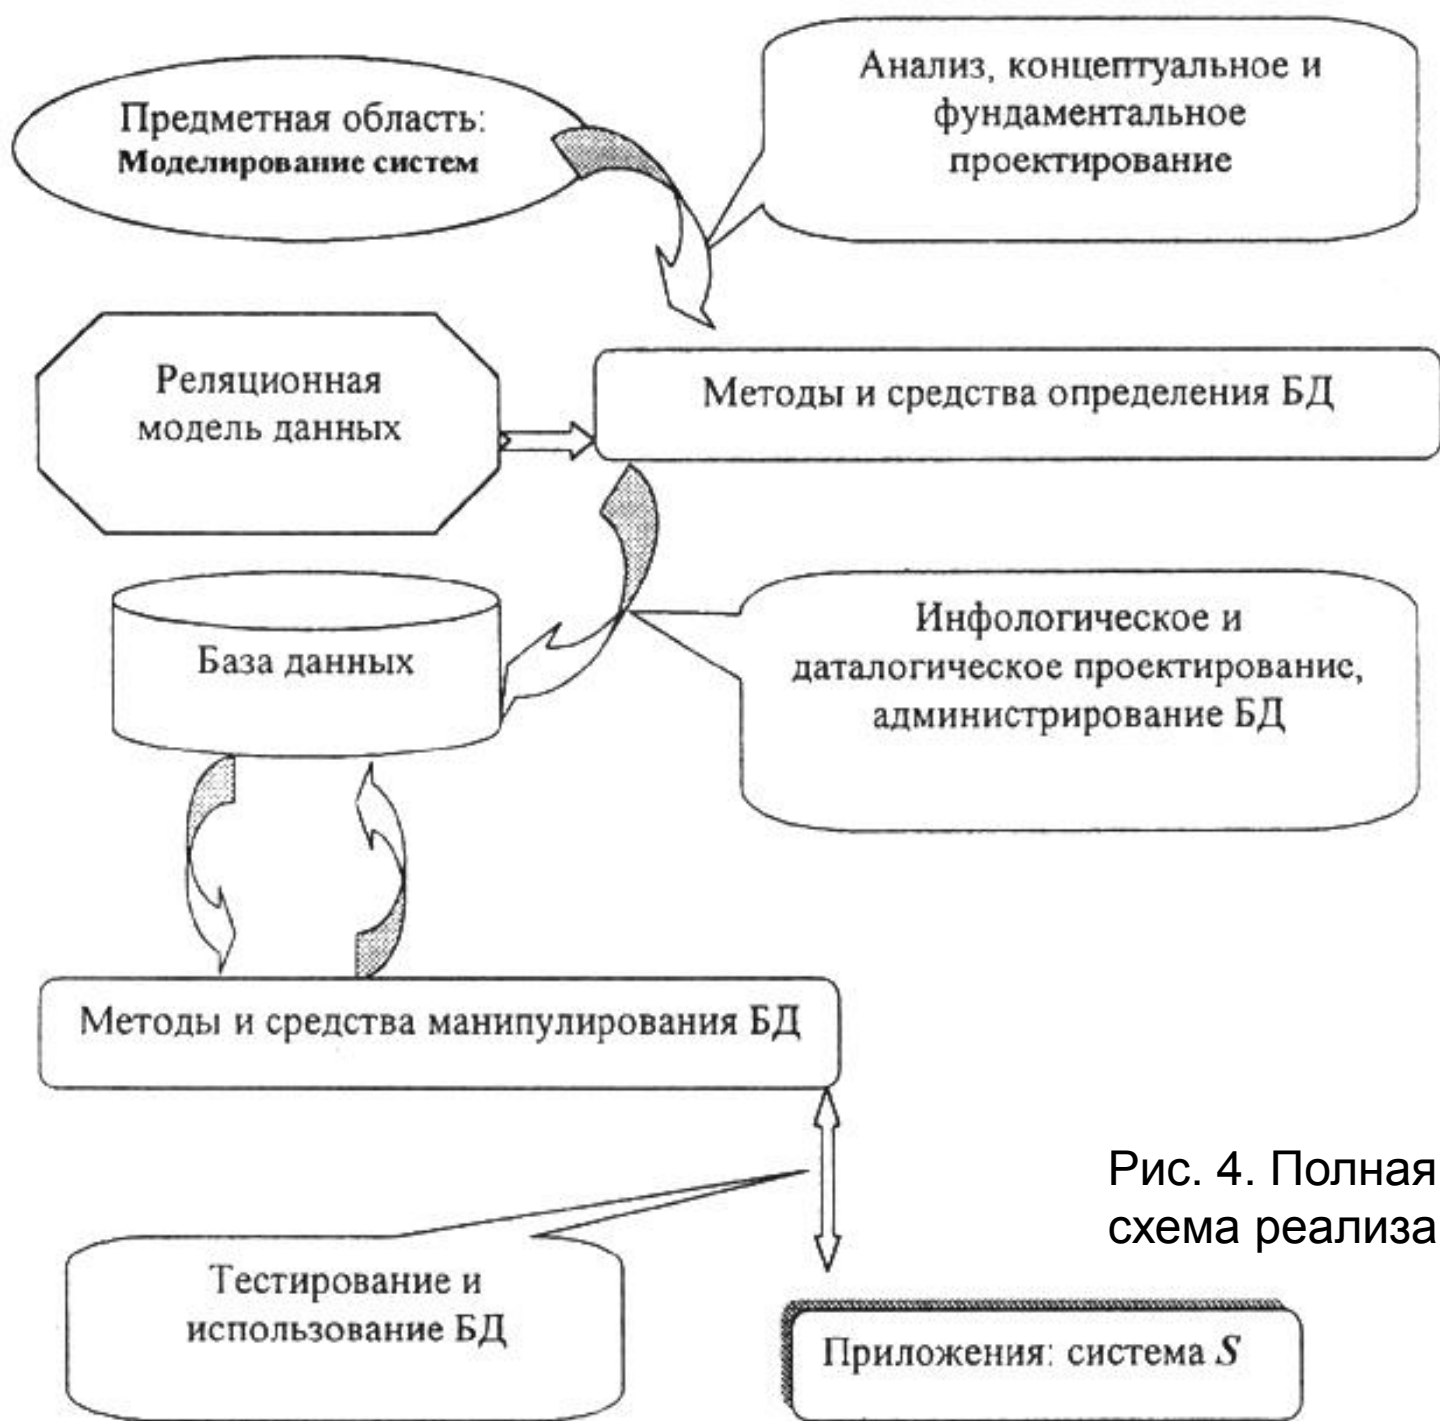 Предметная область:
Моделирование систем
Анализ, концептуальное и
фундаментальное
проектирование
Реляционная
модель данных
Методы и средства определения БД
База данных
Инфологическое и
даталогическое проектирование,
администрирование БД
Методы и средства манипулирования БД
Рис. 4. Полная
схема реализа
Тестирование и
использование БД
Приложения: система S